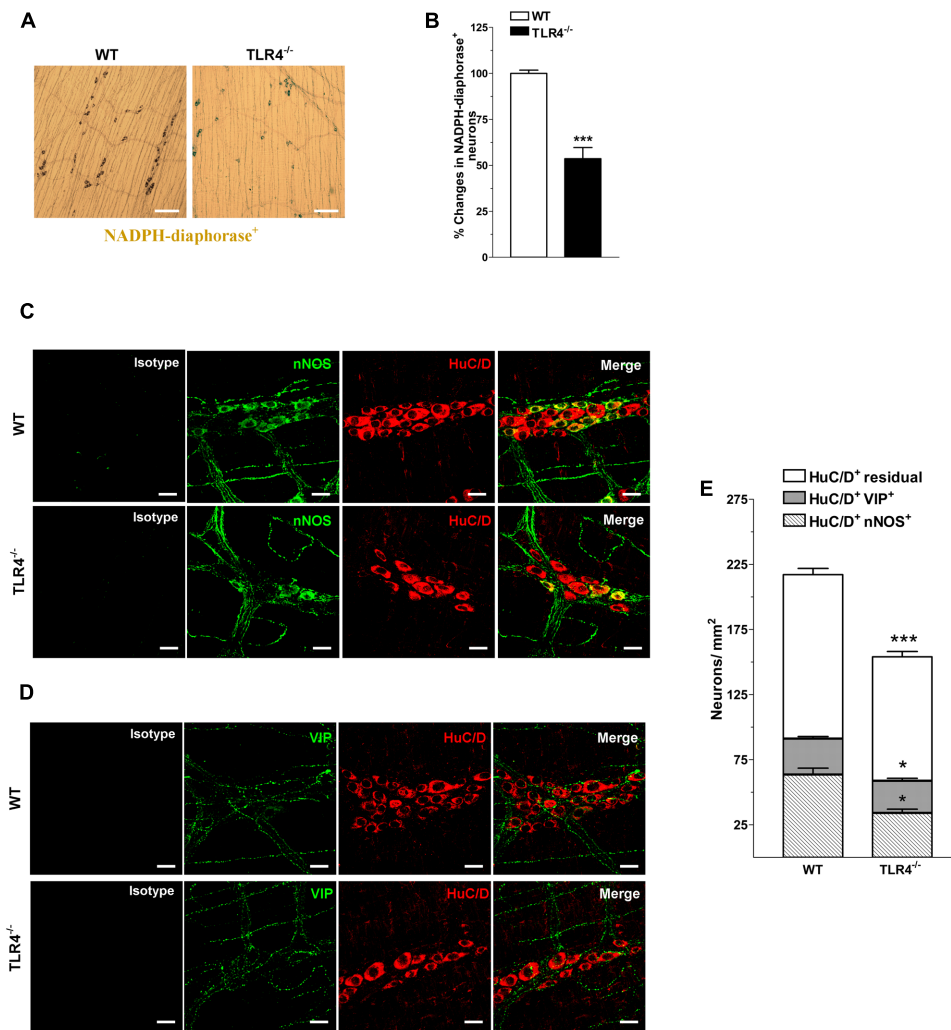 A
WT
TLR4-/-
NADPH-diaphorase+
B
WT
TLR4-/-
% Changes in NADPH-diaphorase+
neurons
125
100
75
50
25
0
***
C
WT
Isotype
nNOS
HuC/D
Merge
TLR4-/-
Isotype
nNOS
HuC/D
Merge
D
WT
Isotype
VIP
HuC/D
Merge
TLR4-/-
Isotype
VIP
HuC/D
Merge
E
HuC/D+ residual
HuC/D+ VIP+
HuC/D+ nNOS+
Neurons/ mm2
275
225
175
125
75
25
***
*
*
WT
TLR4-/-